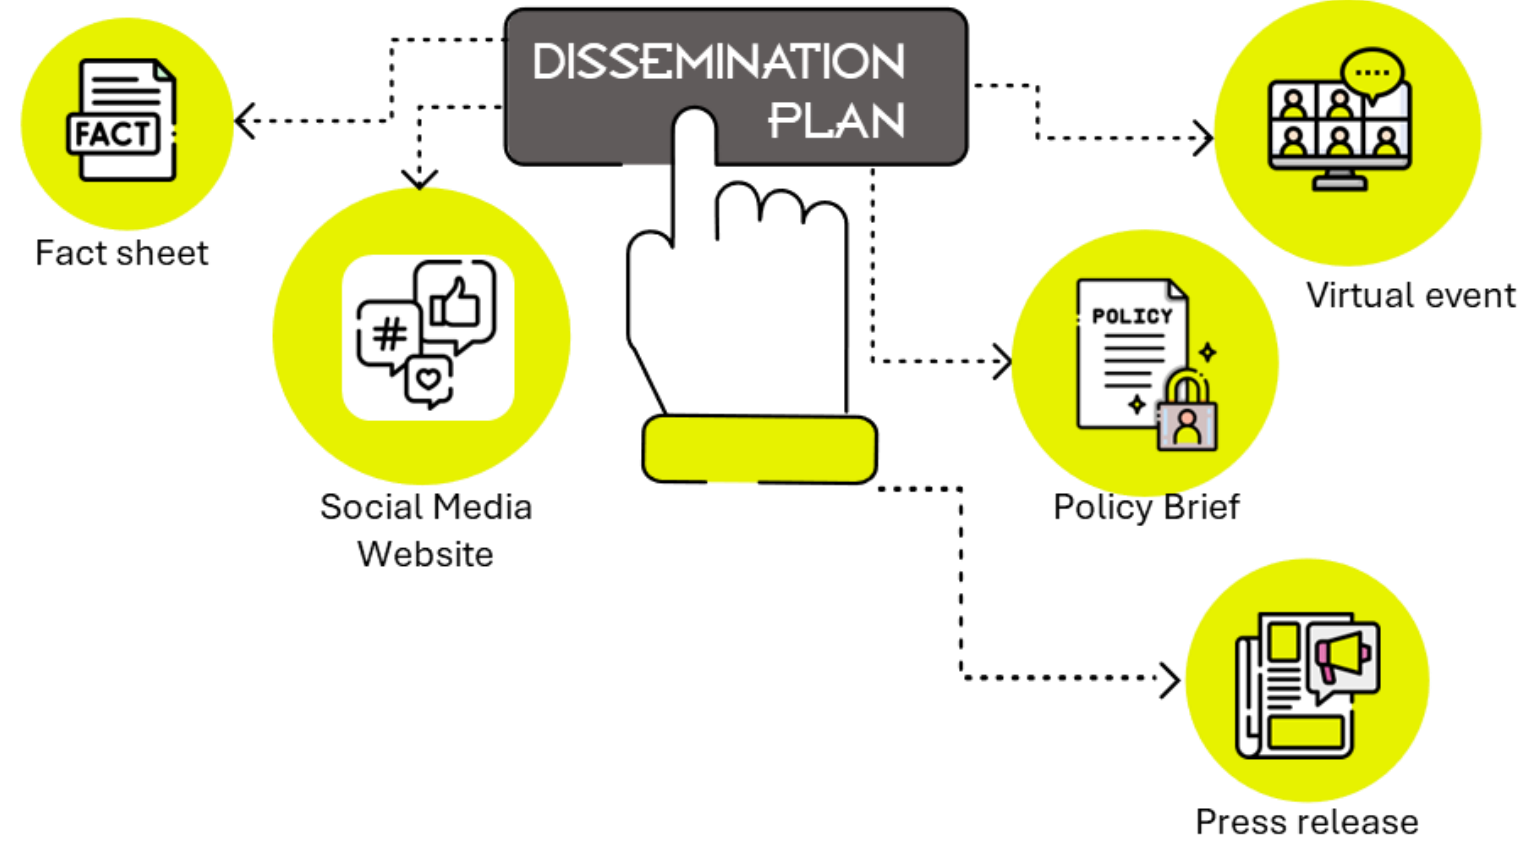 DISSEMINATION
PLAN
FACT
Fact sheet
#
Social Media
Website
....
Virtual event
POLICY
Policy Brief
Press release